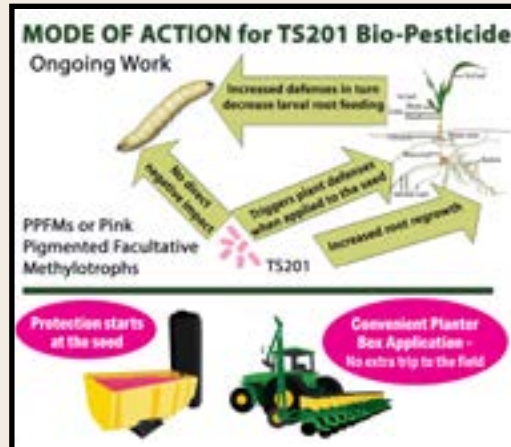 MODE OF ACTION for TS201 Bio-Pesticide
Ongoing Work
Increased defenses in turn
decrease larval root feeding
No direct
negative impact
Triggers plant defenses
when applied to the seed
Increased root regrowth
PPFMs or Pink
Pigmented Facultative
Methylotrophs
TS201
Protection starts
at the seed
Convenient Planter
Box Application -
No extra trip to the field